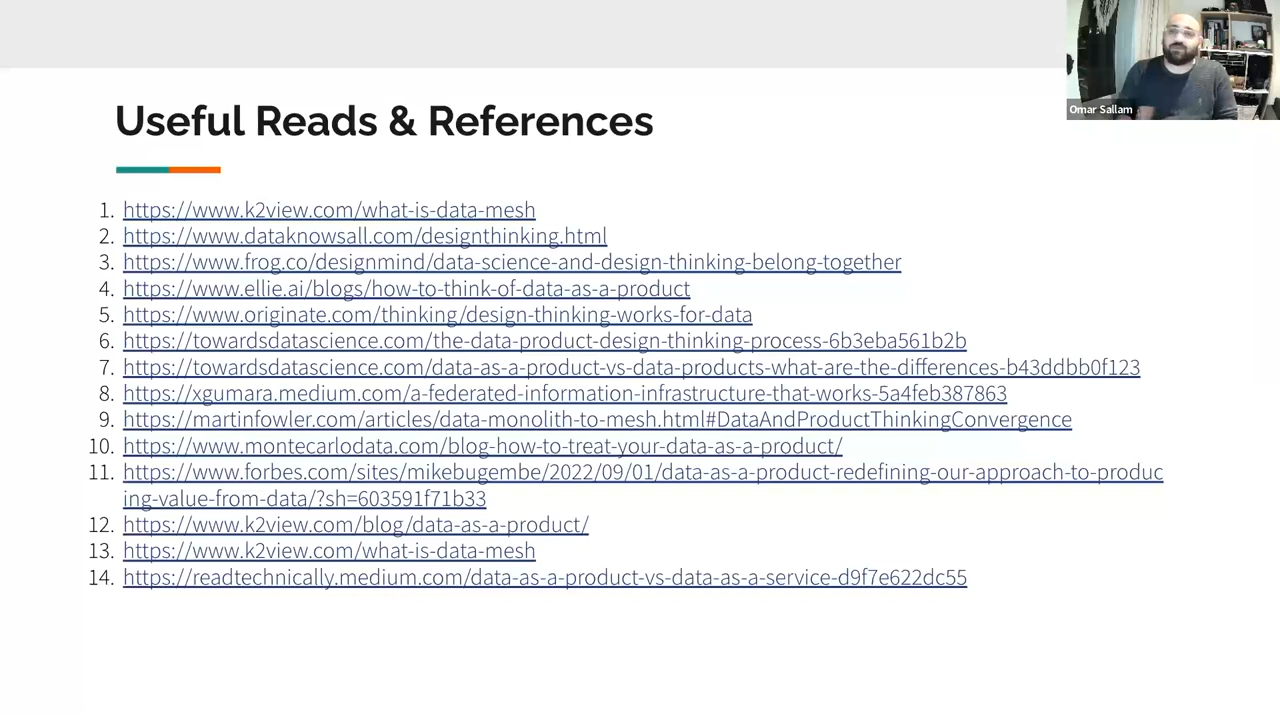 Omar Sallam
Useful Reads & References
1. https://www.k2view.com/what-is-data-mesh
2. https://www.dataknowsall.com/designthinking.html
3. https://www.frog.co/designmind/data-science-and-design-thinking-belong-together
4. https://www.ellie.ai/blogs/how-to-think-of-data-as-a-product
5. https://www.originate.com/thinking/design-thinking-works-for-data
6. https://towardsdatascience.com/the-data-product-design-thinking-process-6b3eba561b2b
7. https://towardsdatascience.com/data-as-a-product-vs-data-products-what-are-the-differences-b43ddbb0f123
8. https://xgumara.medium.com/a-federated-information-infrastructure-that-works-5a4feb387863
9. https://martinfowler.com/articles/data-monolith-to-mesh.html#DataAndProductThinkingConvergence
10. https://www.montecarlodata.com/blog-how-to-treat-your-data-as-a-product/
11. https://www.forbes.com/sites/mikebugembe/2022/09/01/data-as-a-product-redefining-our-approach-to-produc
ing-value-from-data/?sh=603591f71b33
12. https://www.k2view.com/blog/data-as-a-product/
13. https://www.k2view.com/what-is-data-mesh
14. https://readtechnically.medium.com/data-as-a-product-vs-data-as-a-service-d9f7e622dc55